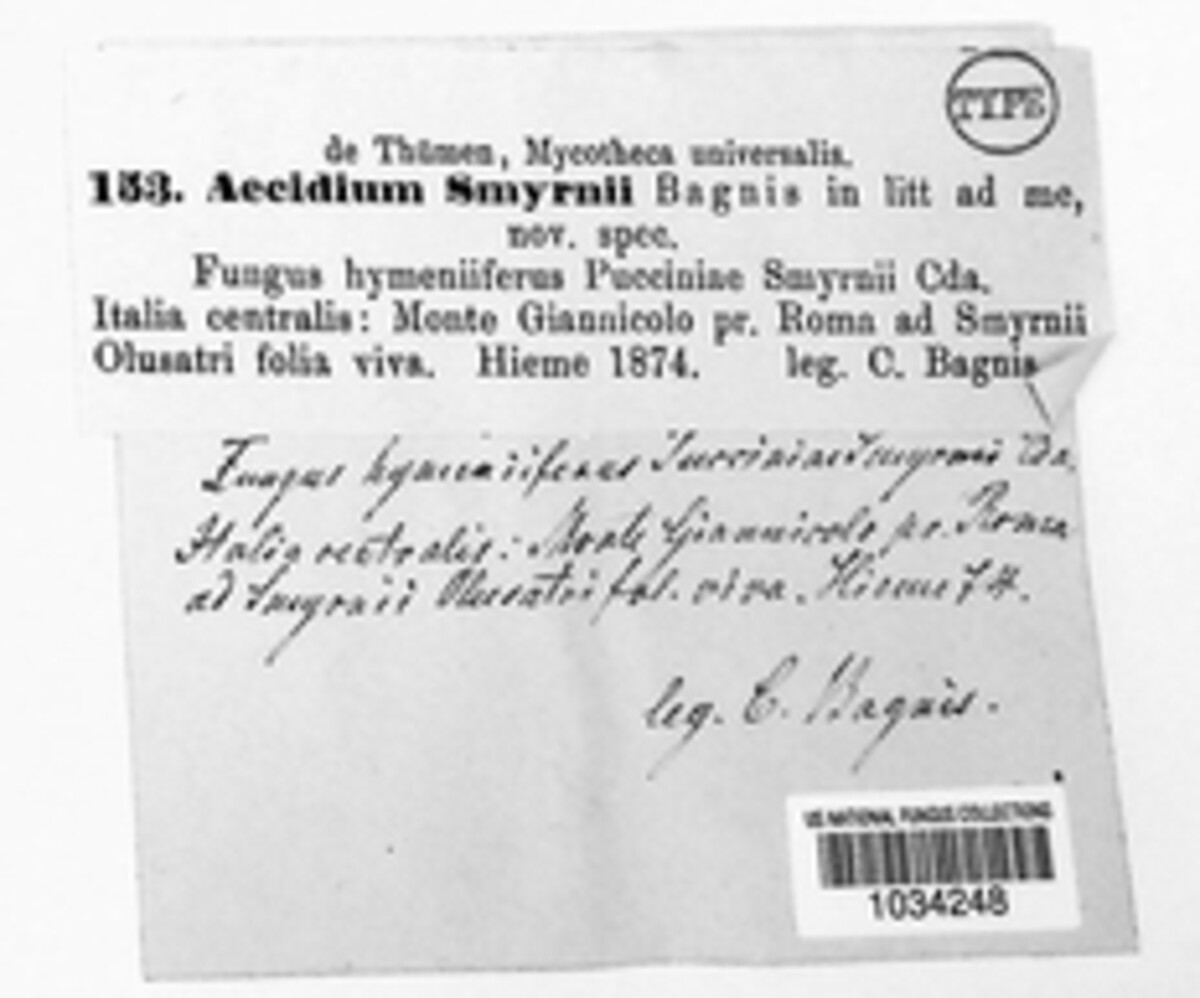 TYPE
de Thümen, Mycotheca universalis.
153. Aecidium Smyrnii Bagnis in litt ad me,
nov. spec.
Fungus hymeniiferus Pucciniae Smyrnii Cda.
Italia centralis: Monte Giannicolo pr. Roma ad Smyrnii
Olusatri folia viva. Hieme 1874. leg. C. Bagnis
Fungus hymeniiferus Pucciniae Smyrnii Cda.
Italia centralis: Monte Giannicolo pr. Roma
ad Smyrnii Olusatri fol. viva. Hieme 74.
leg. C. Bagnis.
US NATIONAL FUNGUS COLLECTIONS
1034248